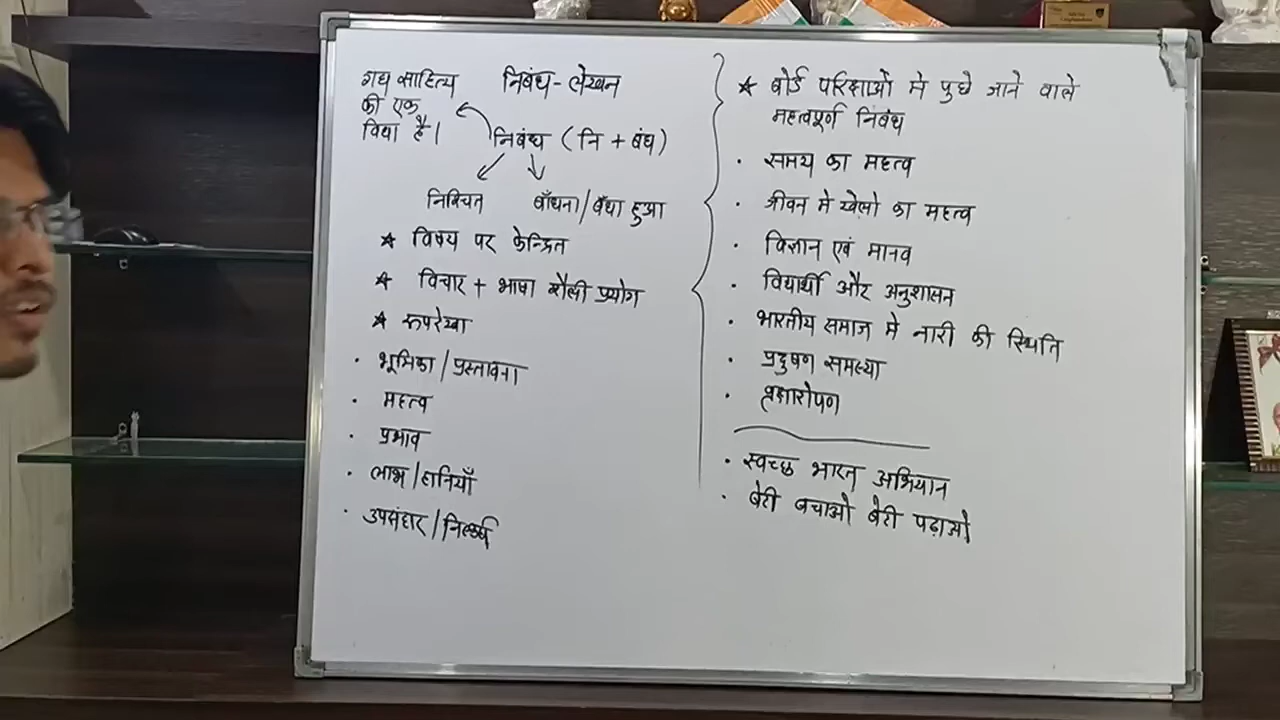 गद्य साहित्य
की एक
विधा है।
निबंध - लेखन
निबंध (नि + बंध)
निश्चित
बाँधना/बँधा हुआ
★ विषय पर केन्द्रित
★ विचार + भाषा शैली प्रयोग
★ रूपरेखा
· भूमिका/प्रस्तावना
· महत्व
· प्रभाव
· लाभ/हानियाँ
· उपसंहार/निष्कर्ष
★ बोर्ड परिक्षाओं मे पुछे जाने वाले
महत्वपूर्ण निबंध
· समय का महत्व
· जीवन मे खेलो का महत्व
· विज्ञान एवं मानव
· विद्यार्थी और अनुशासन
· भारतीय समाज मे नारी की स्थिति
· प्रदुषण समस्या
· वृक्षारोपण
· स्वच्छ भारत अभियान
· बेटी बचाओ बेटी पढ़ाओ